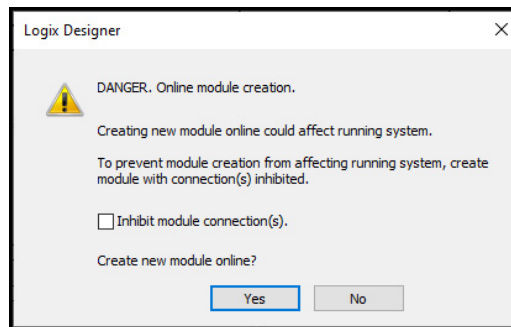 Logix Designer
DANGER. Online module creation.
Creating new module online could affect running system.
To prevent module creation from affecting running system, create
module with connection(s) inhibited.
Inhibit module connection(s).
Create new module online?
Yes No